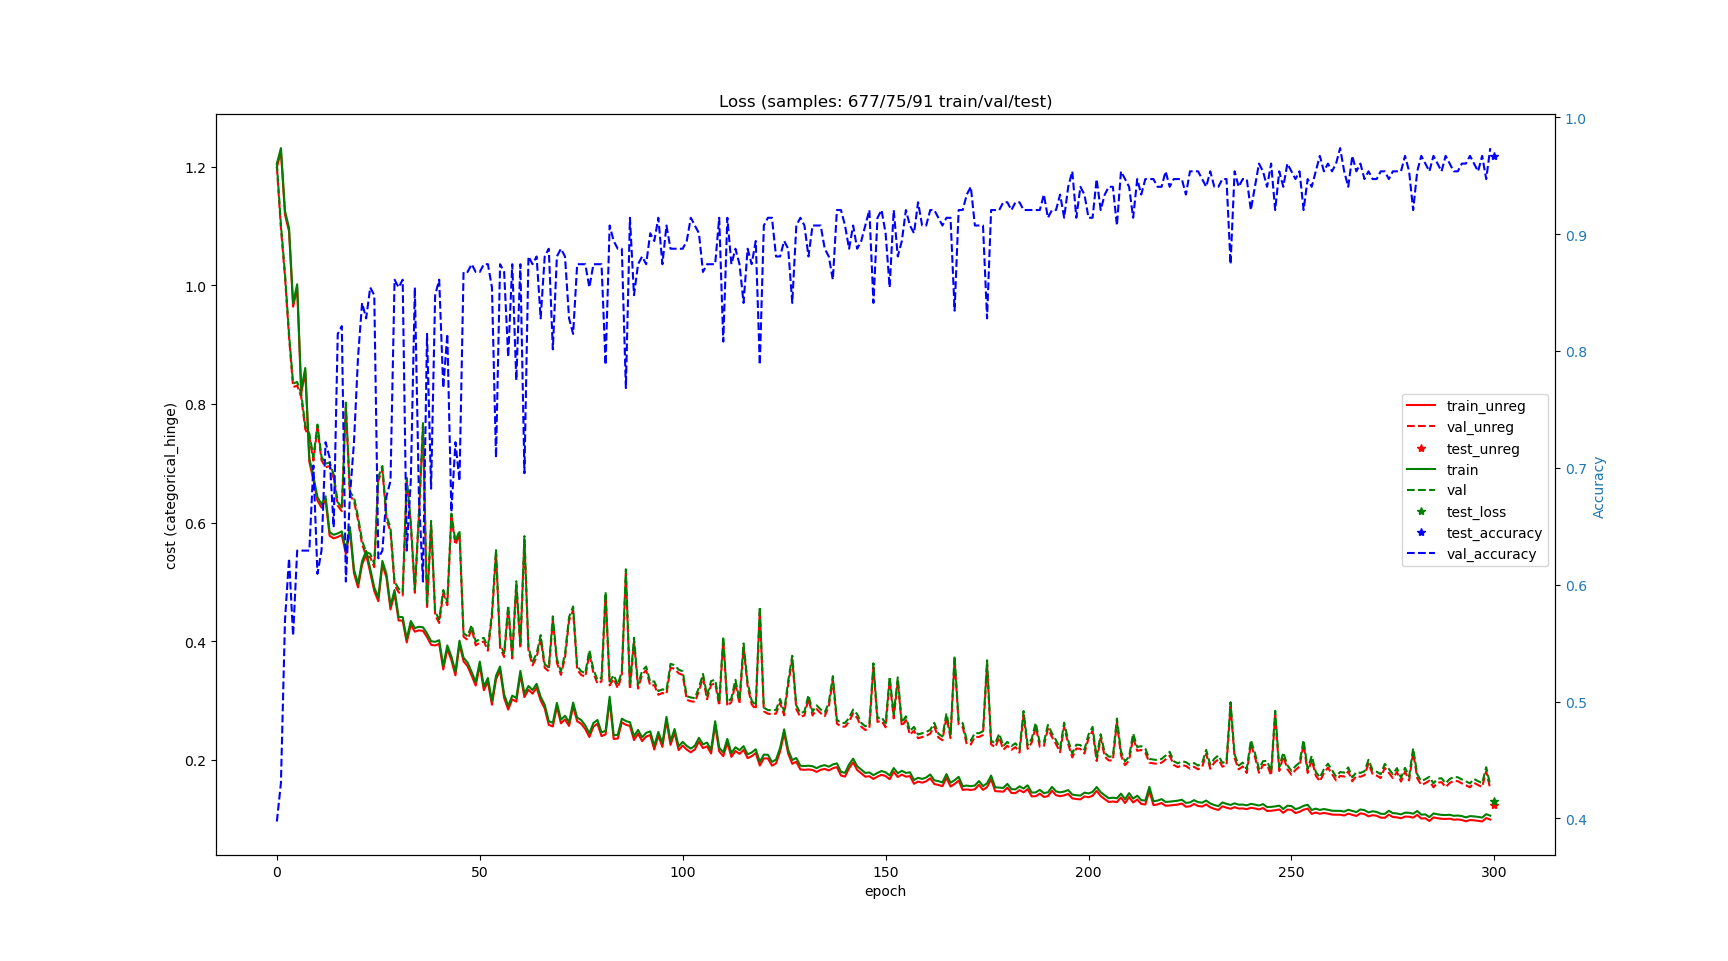 Loss (samples: 677/75/91 train/val/test)
cost (categorical_hinge)
1.2
1.0
0.8
0.6
0.4
0.2
1.0
0.9
0.8
0.7
0.6
0.5
0.4
Accuracy
train_unreg
val_unreg
test_unreg
train
val
test_loss
test_accuracy
val_accuracy
0 50 100 150 200 250 300
epoch